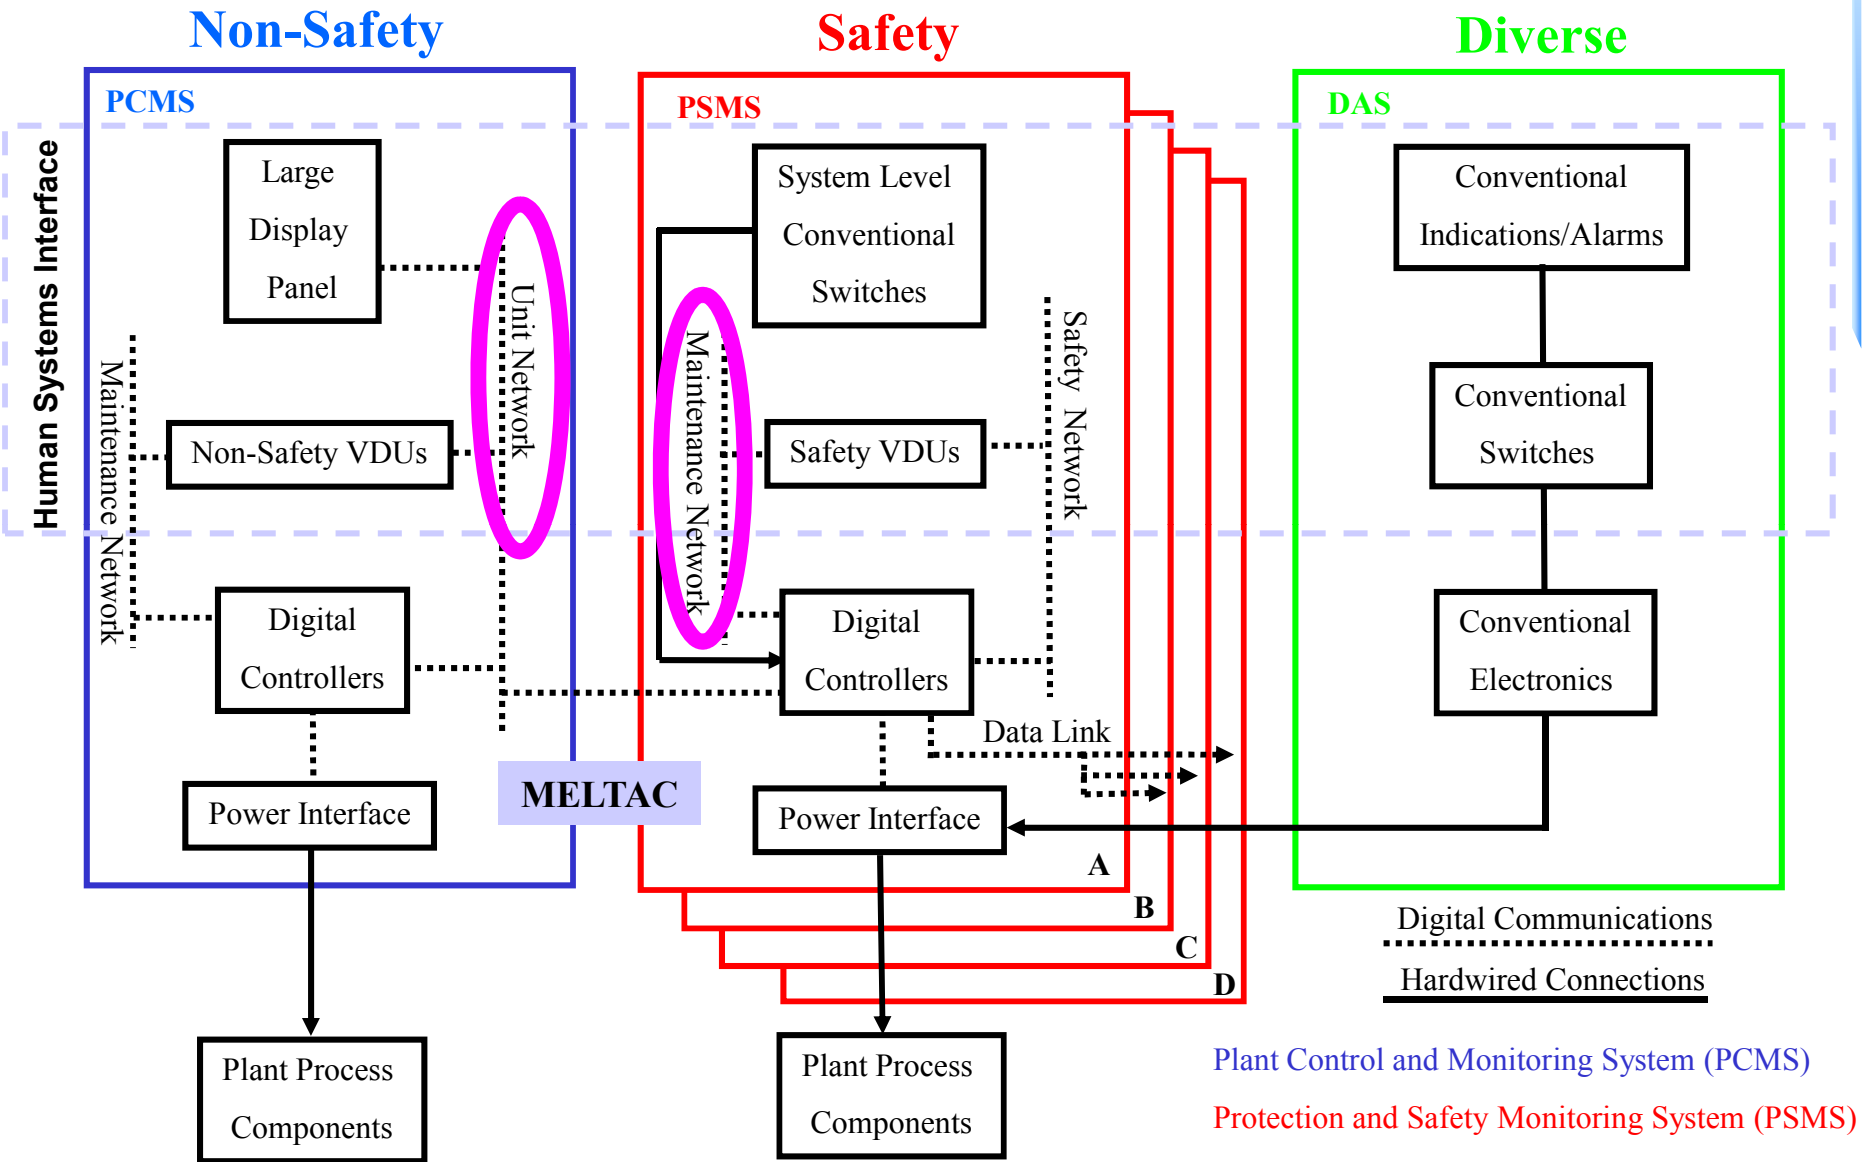 Non-Safety
Safety
Diverse
PCMS
PSMS
DAS
Human Systems Interface
Large
Display
Panel
Unit Network
Maintenance Network
Non-Safety VDUs
Digital
Controllers
Power Interface
Plant Process
Components
MELTAC
System Level
Conventional
Switches
Maintenance Network
Safety Network
Safety VDUs
Digital
Controllers
Data Link
Power Interface
A
B
C
D
Plant Process
Components
Conventional
Indications/Alarms
Conventional
Switches
Conventional
Electronics
Digital Communications
Hardwired Connections
Plant Control and Monitoring System (PCMS)
Protection and Safety Monitoring System (PSMS)